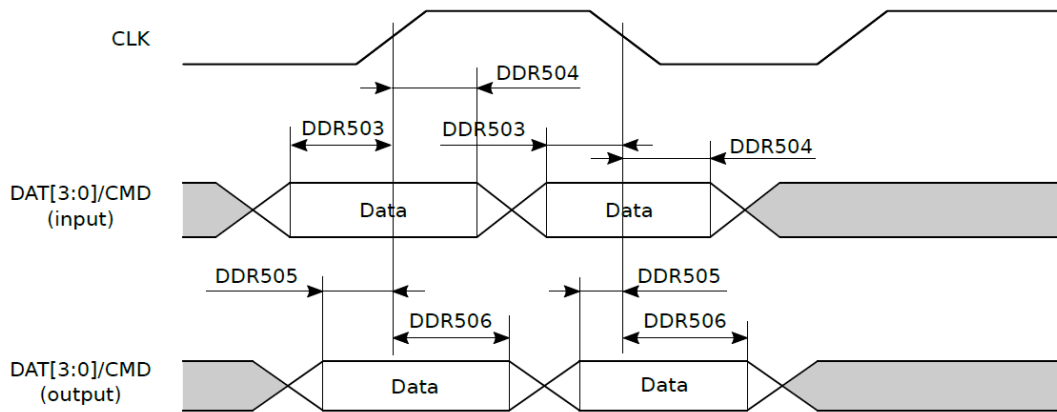 CLK
DDR504
DDR503
DDR503
DDR504
DAT[3:0]/CMD
(input)
Data
Data
DDR505
DDR505
DDR506
DDR506
DAT[3:0]/CMD
(output)
Data
Data